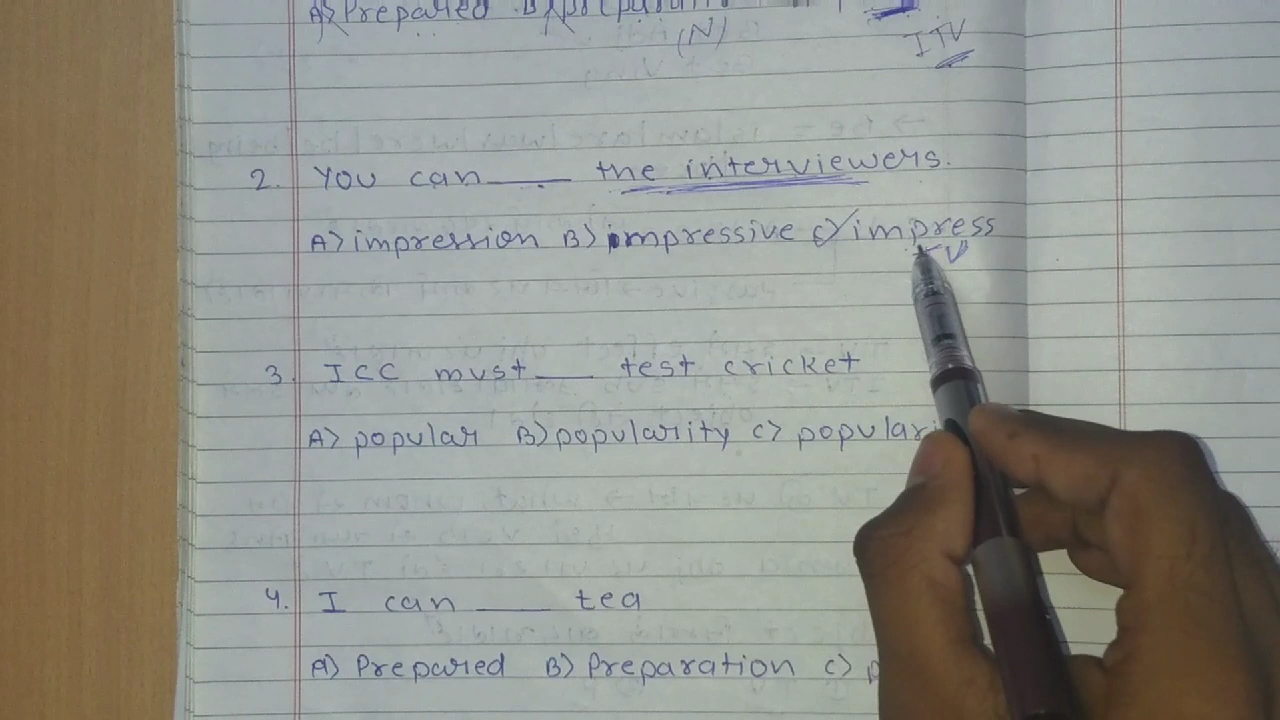 A) Prepared B)
(N)
ITV
2. You can ___ the interviewers.
A) impression B) impressive C) impress
V
3. ICC must ___ test cricket
A) popular B) popularity C)
4. I can ___ tea
A) Prepared B) Preparation C)